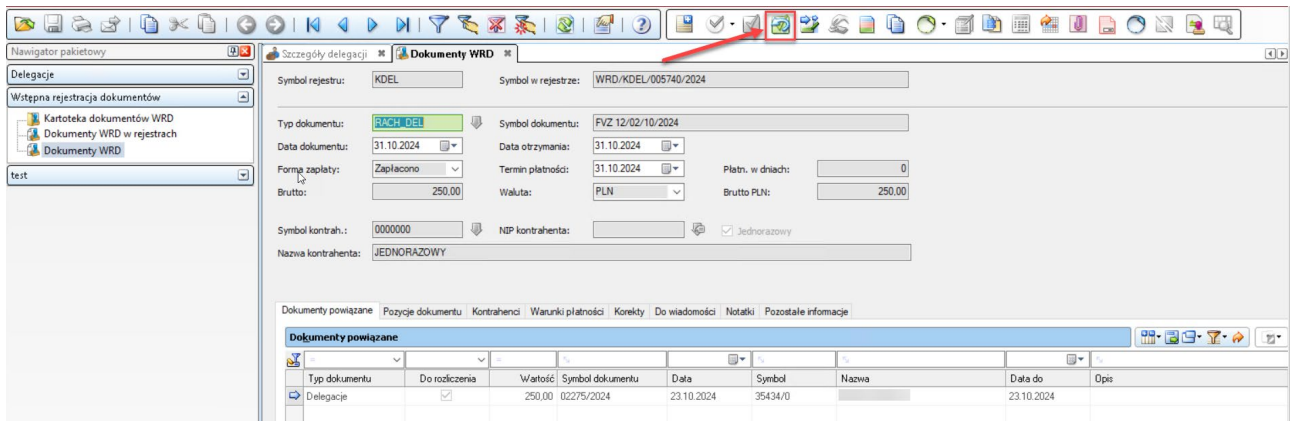 Nawigator pakietowy
Szczegóły delegacji
Dokumenty WRD
Delegacje
Wstępna rejestracja dokumentów
Kartoteka dokumentów WRD
Dokumenty WRD w rejestrach
Dokumenty WRD
test
Symbol rejestru: KDEL Symbol w rejestrze: WRD/KDEL/005740/2024
Typ dokumentu: RACH_DEL Symbol dokumentu: FVZ 12/02/10/2024
Data dokumentu: 31.10.2024 Data otrzymania: 31.10.2024
Forma zapłaty: Zapłacono Termin płatności: 31.10.2024 Płatn. w dniach: 0
Brutto: 250,00 Waluta: PLN Brutto PLN: 250,00
Symbol kontrah.: 0000000 NIP kontrahenta: Jednorazowy
Nazwa kontrahenta: JEDNORAZOWY
Dokumenty powiązane Pozycje dokumentu Kontrahenci Warunki płatności Korekty Do wiadomości Notatki Pozostałe informacje
Dokumenty powiązane
Typ dokumentu Do rozliczenia Wartość Symbol dokumentu Data Symbol Nazwa Data do Opis
Delegacje 250,00 02275/2024 23.10.2024 35434/0 23.10.2024